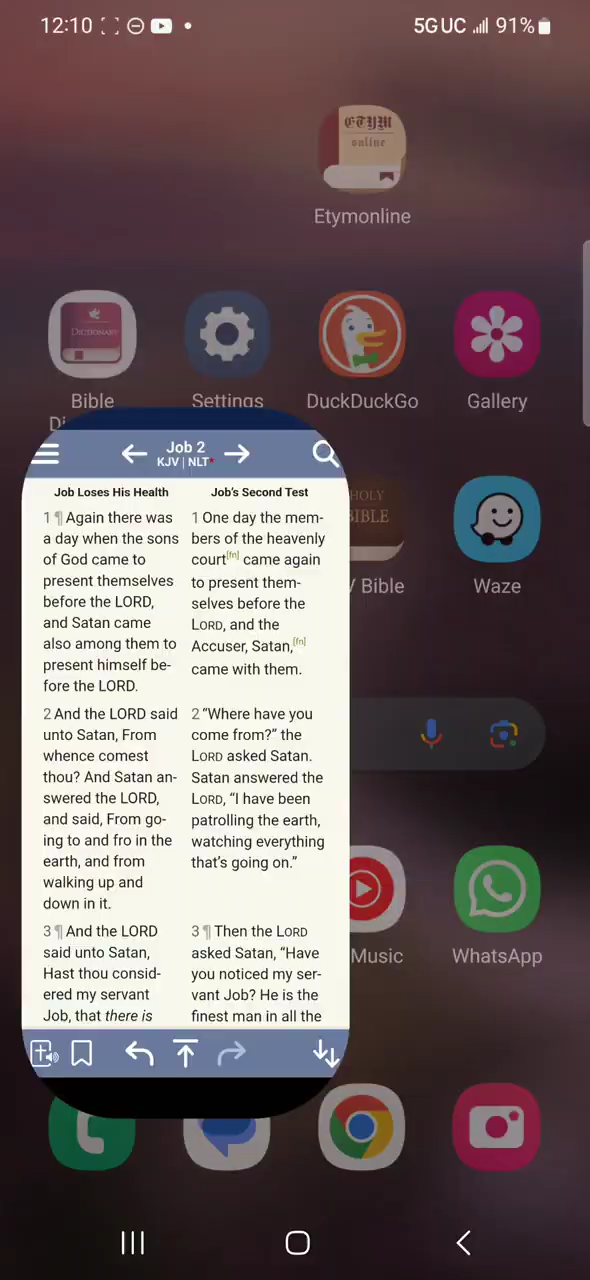 12:10
5GUC 91%
ETYM
online
Etymonline
DICTIONARY
Bible
Settings
DuckDuckGo
Gallery
Job 2
KJV | NLT*
HOLY
BIBLE
Bible
Waze
Job Loses His Health
1 ¶ Again there was
a day when the sons
of God came to
present themselves
before the LORD,
and Satan came
also among them to
present himself be-
fore the LORD.
2 And the LORD said
unto Satan, From
whence comest
thou? And Satan an-
swered the LORD,
and said, From go-
ing to and fro in the
earth, and from
walking up and
down in it.
3 ¶ And the LORD
said unto Satan,
Hast thou consid-
ered my servant
Job, that there is
Job's Second Test
1 One day the mem-
bers of the heavenly
court[fn] came again
to present them-
selves before the
LORD, and the
Accuser, Satan,[fn]
came with them.
2 “Where have you
come from?” the
LORD asked Satan.
Satan answered the
LORD, “I have been
patrolling the earth,
watching everything
that's going on.”
3 ¶ Then the LORD
asked Satan, “Have
you noticed my ser-
vant Job? He is the
finest man in all the
Music
WhatsApp